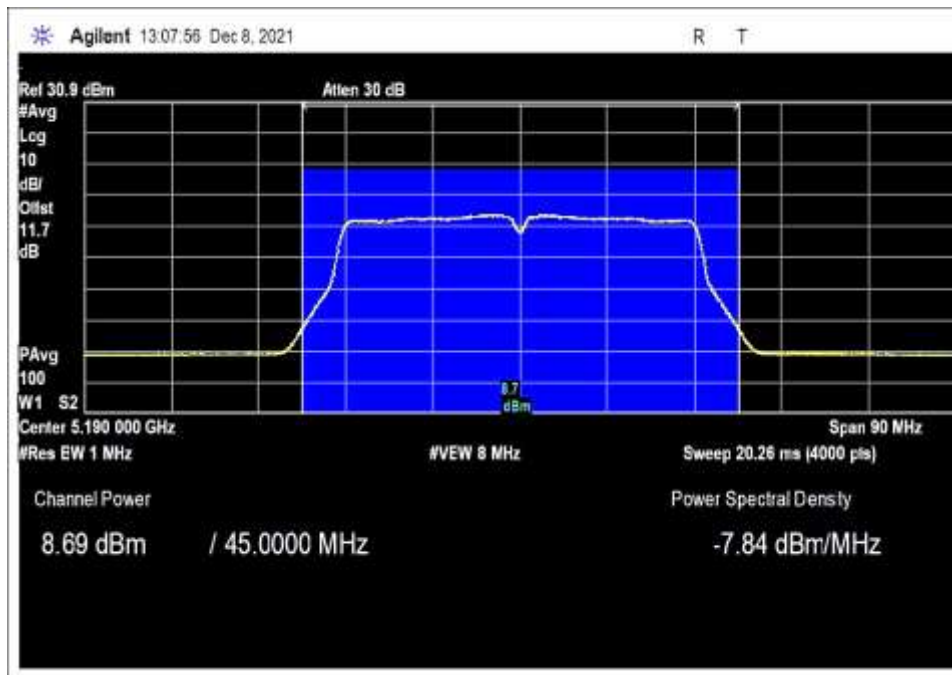 Agilent 13:07:56 Dec 8, 2021
R T
Ref 30.9 dBm Atten 30 dB
#Avg
Log
10
dB/
Offst
11.7
dB
PAvg
100
W1 S2
8.7
dBm
Center 5.190 000 GHz Span 90 MHz
#Res BW 1 MHz #VBW 8 MHz Sweep 20.26 ms (4000 pts)
Channel Power Power Spectral Density
8.69 dBm / 45.0000 MHz -7.84 dBm/MHz